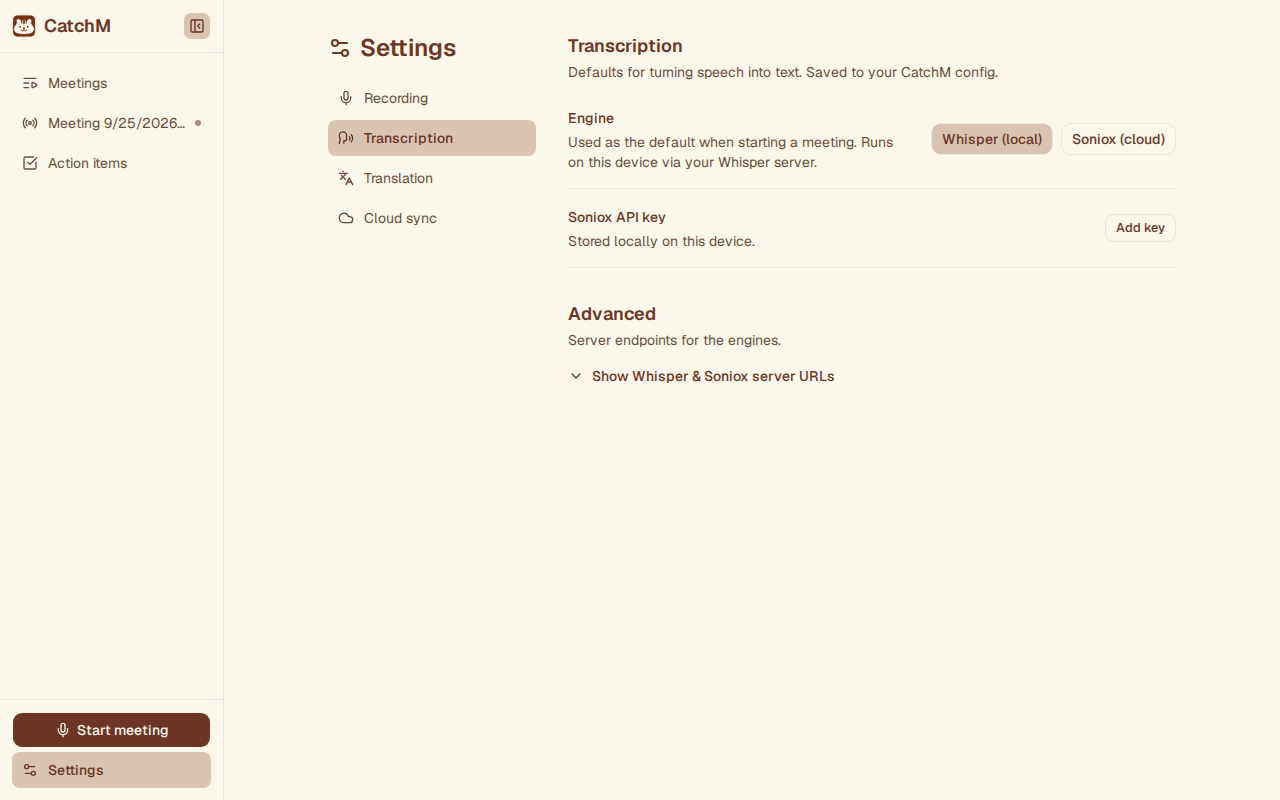 CatchM
Meetings
Meeting 9/25/2026...
Action items
Start meeting
Settings
Settings
Recording
Transcription
Translation
Cloud sync
Transcription
Defaults for turning speech into text. Saved to your CatchM config.
Engine
Used as the default when starting a meeting. Runs
on this device via your Whisper server.
Whisper (local)
Soniox (cloud)
Soniox API key
Stored locally on this device.
Add key
Advanced
Server endpoints for the engines.
Show Whisper & Soniox server URLs